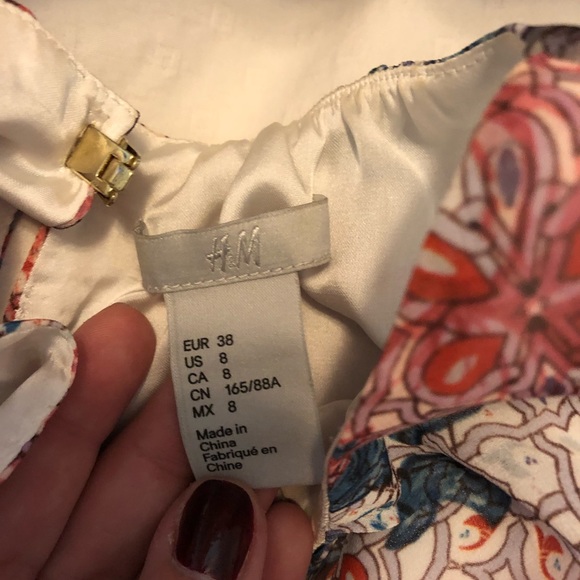 H&M
EUR 38
US 8
CA 8
CN 165/88A
MX 8
Made in
China
Fabriqué en
Chine